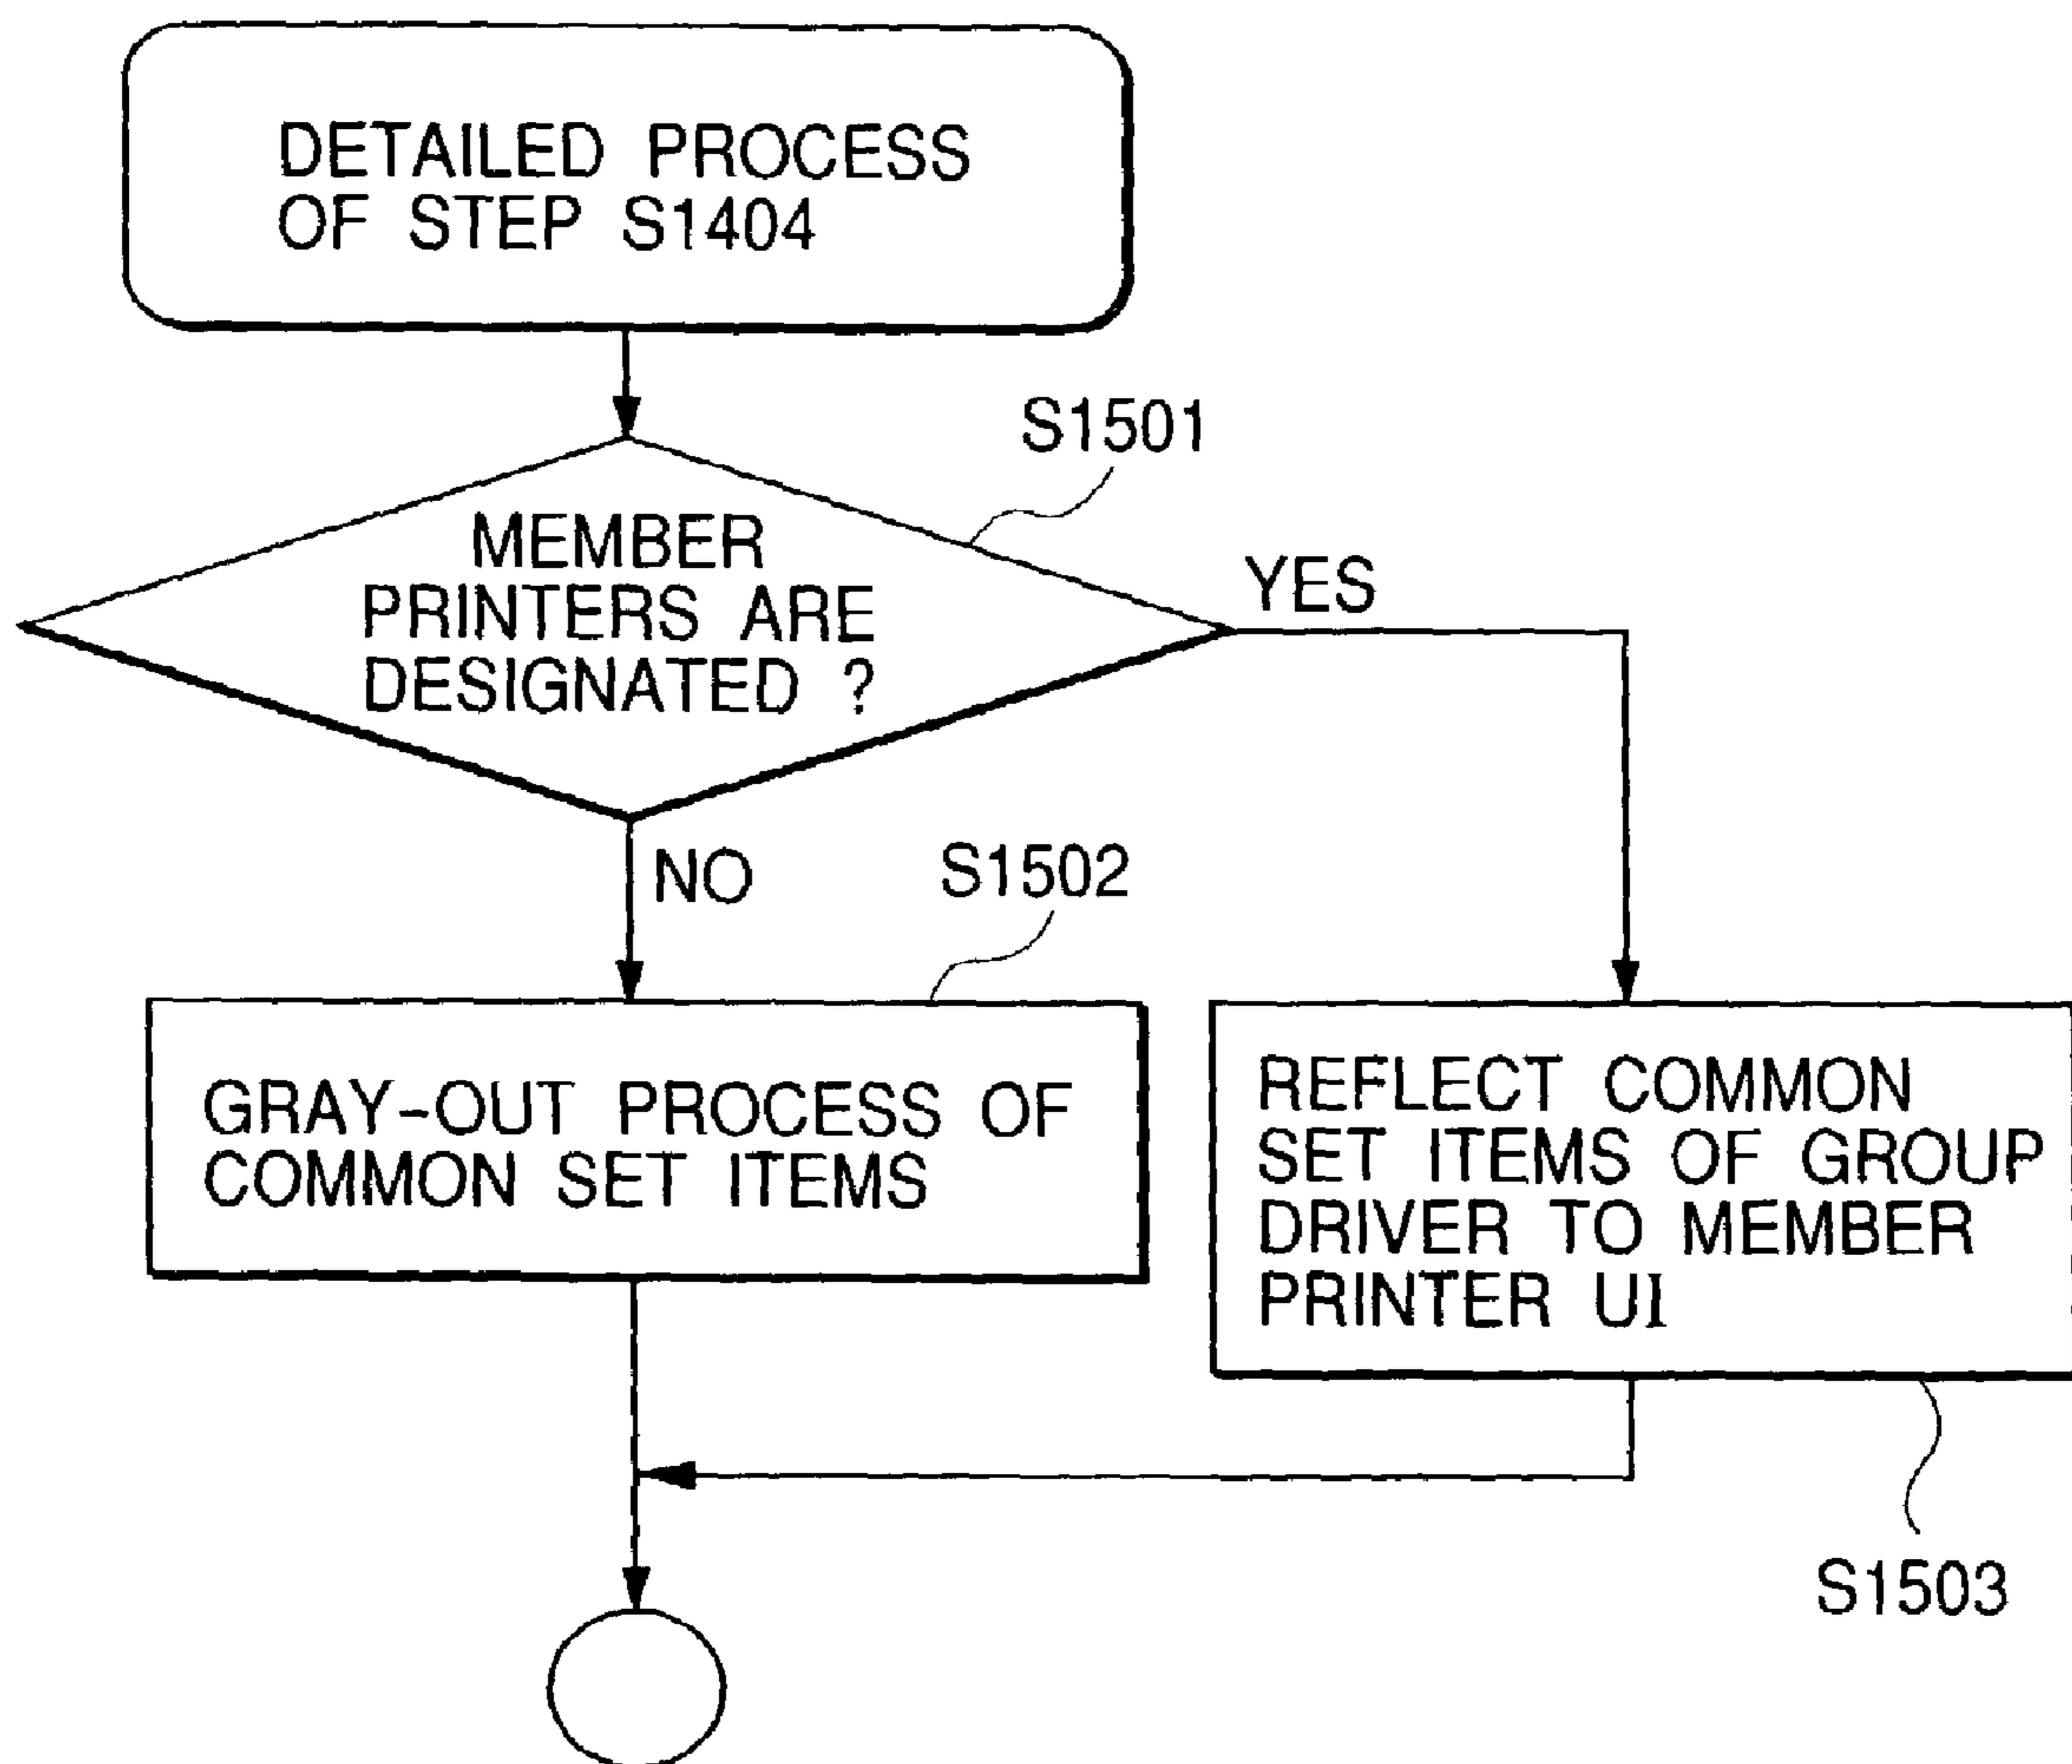 DETAILED PROCESS
OF STEP S1404
S1501
MEMBER
PRINTERS ARE
DESIGNATED ?
YES
NO
S1502
GRAY-OUT PROCESS OF
COMMON SET ITEMS
REFLECT COMMON
SET ITEMS OF GROUP
DRIVER TO MEMBER
PRINTER UI
S1503